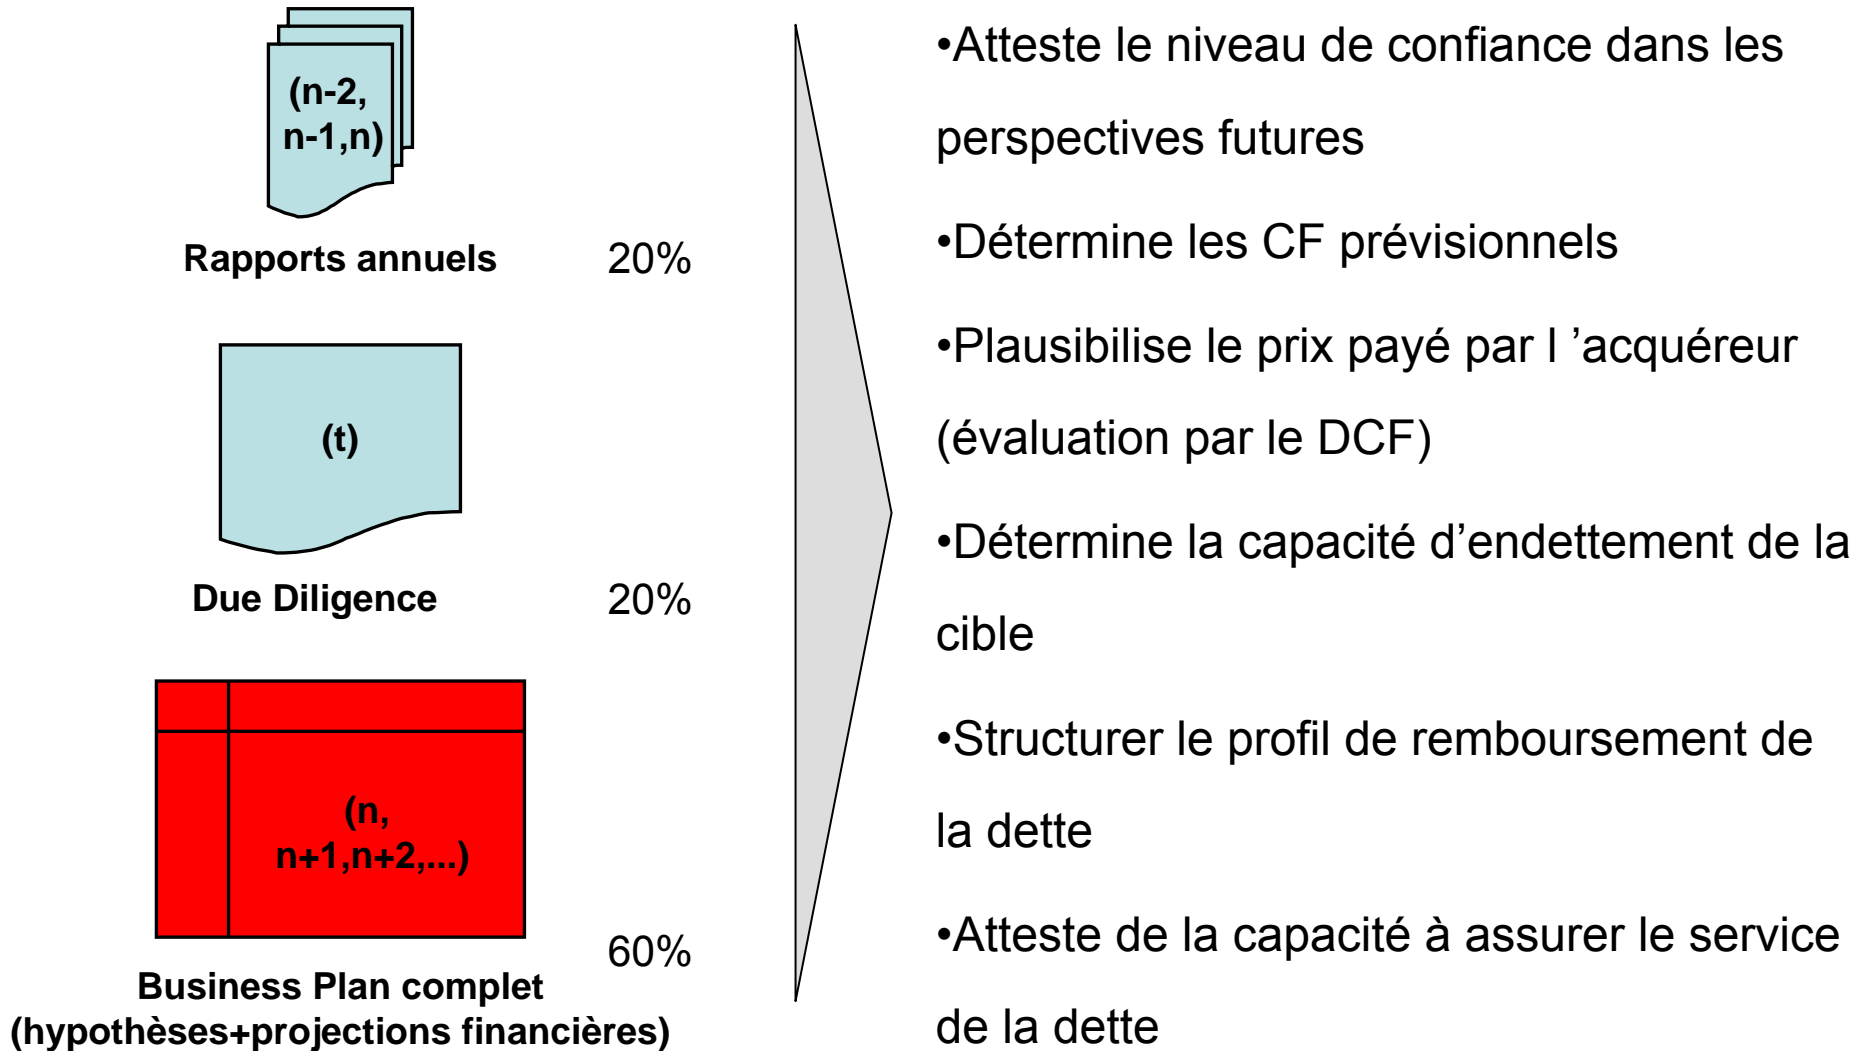 (n-2,
n-1,n)
Rapports annuels
20%
(t)
Due Diligence
20%
(n,
n+1,n+2,...)
60%
Business Plan complet
(hypothèses+projections financières)
•Atteste le niveau de confiance dans les
perspectives futures
•Détermine les CF prévisionnels
•Plausibilise le prix payé par l ’acquéreur
(évaluation par le DCF)
•Détermine la capacité d’endettement de la
cible
•Structurer le profil de remboursement de
la dette
•Atteste de la capacité à assurer le service
de la dette